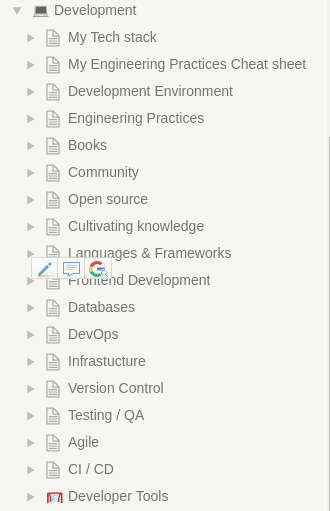 Development
My Tech stack
My Engineering Practices Cheat sheet
Development Environment
Engineering Practices
Books
Community
Open source
Cultivating knowledge
Languages & Frameworks
Frontend Development
Databases
DevOps
Infrastucture
Version Control
Testing / QA
Agile
CI / CD
Developer Tools